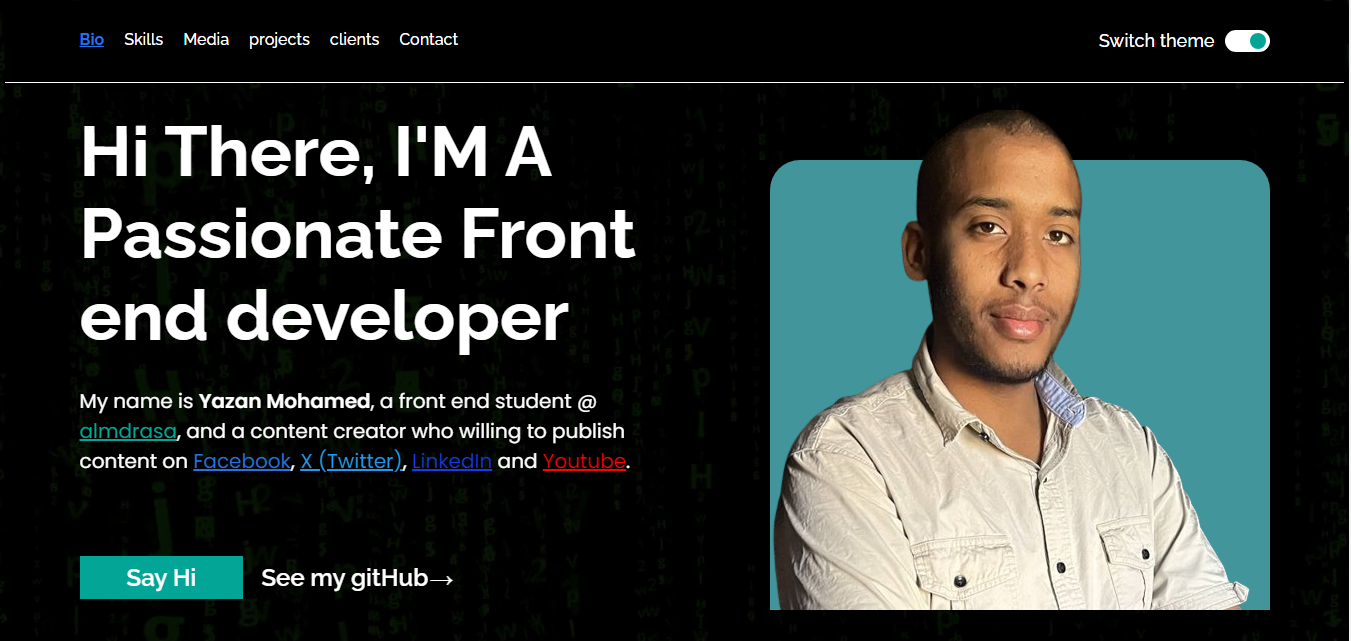 Bio Skills Media projects clients Contact Switch theme
Hi There, I'M A
Passionate Front
end developer
My name is Yazan Mohamed, a front end student @
almdrasa, and a content creator who willing to publish
content on Facebook, X (Twitter), LinkedIn and Youtube.
Say Hi See my gitHub→